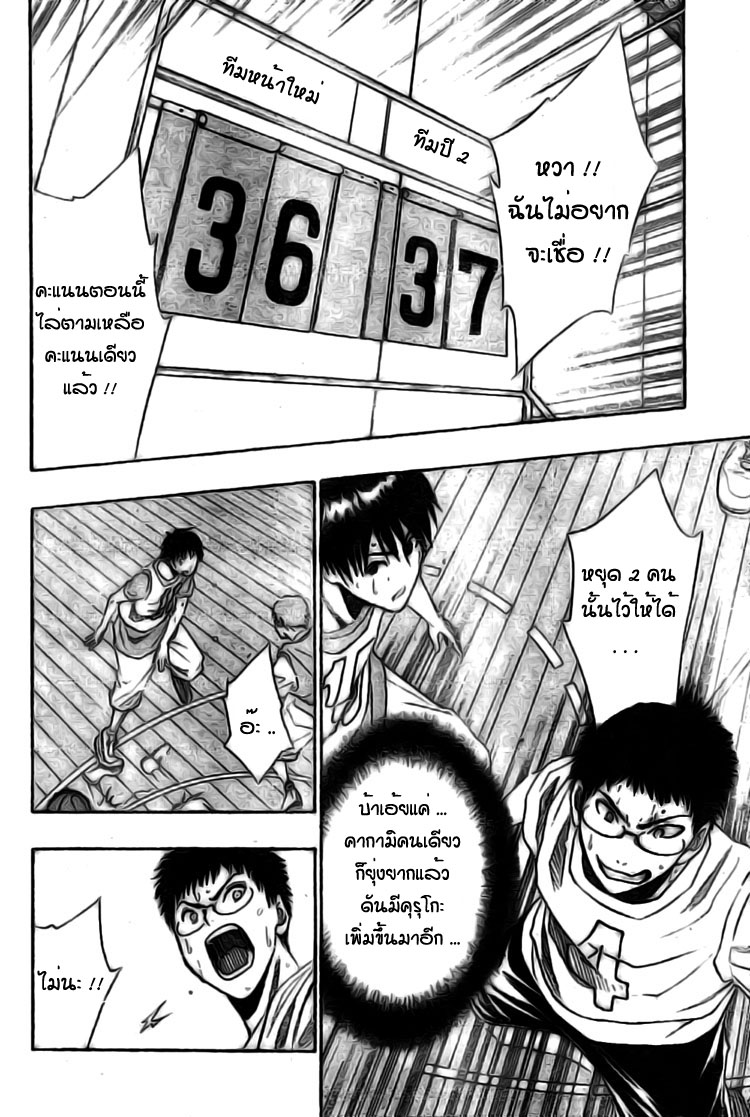 ทีมหน้าใหม่
ทีมปี 2
36
37
หวา !!
ฉันไม่อยาก
จะเชื่อ !!
คะแนนตอนนี้
ไล่ตามเหลือ
คะแนนเดียว
แล้ว !!
หยุด 2 คน
นั้นไว้ให้ได้
...
อ๊ะ ..
บ้าเอ้ยแค่ ...
คากามิคนเดียว
ก็ยุ่งยากแล้ว
ดันมีคุรุโกะ
เพิ่มขึ้นมาอีก ...
4
ไม่นะ !!